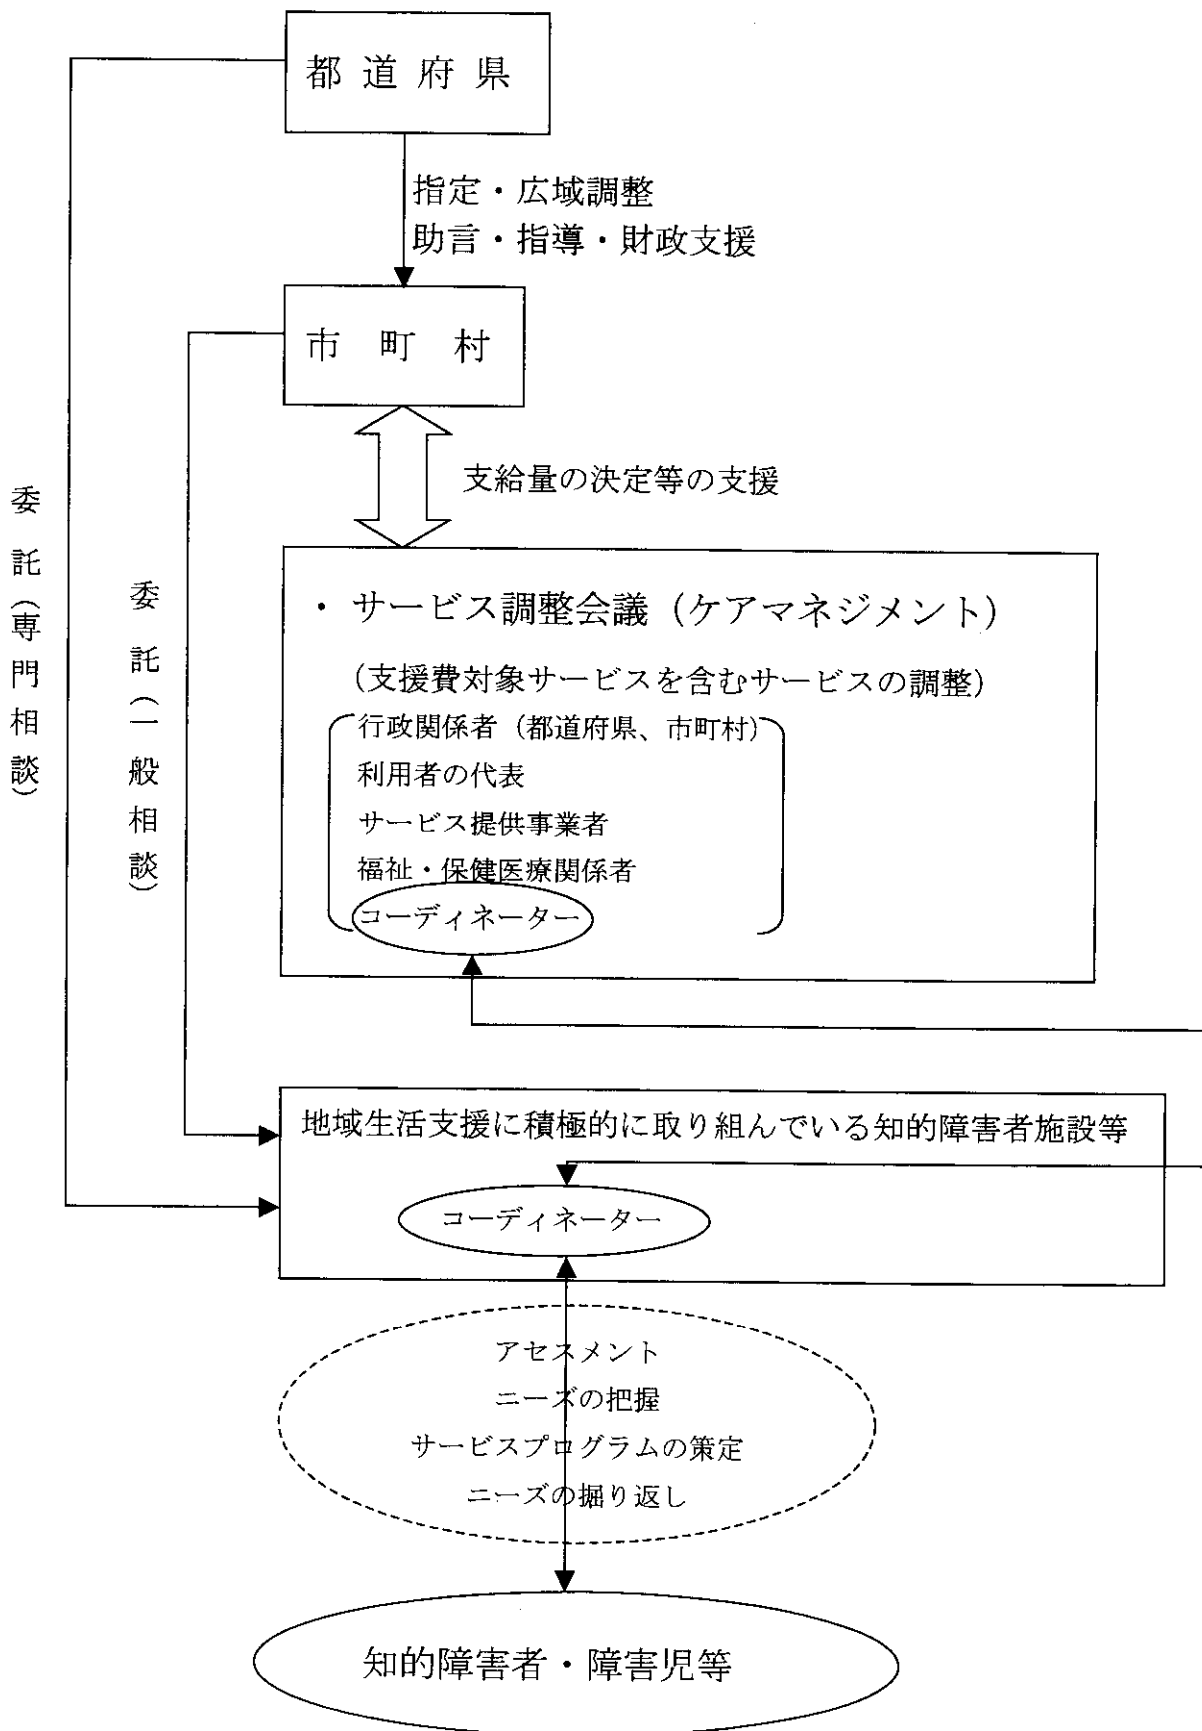 都道府県
指定・広域調整
助言・指導・財政支援
市町村
支給量の決定等の支援
委託(専門相談)
委託(一般相談)
・サービス調整会議(ケアマネジメント)
(支援費対象サービスを含むサービスの調整)
行政関係者(都道府県、市町村)
利用者の代表
サービス提供事業者
福祉・保健医療関係者
コーディネーター
地域生活支援に積極的に取り組んでいる知的障害者施設等
コーディネーター
アセスメント
ニーズの把握
サービスプログラムの策定
ニーズの掘り返し
知的障害者・障害児等